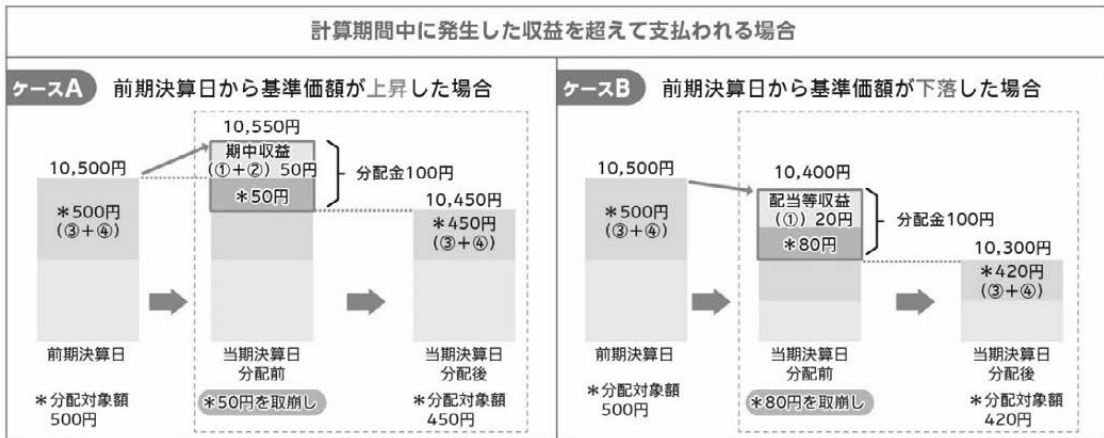 計算期間中に発生した収益を超えて支払われる場合
ケースA 前期決算日から基準価額が上昇した場合
10,550円
10,500円
期中収益
(①+②) 50円
*50円
分配金100円
*500円
(③+④)
10,450円
*450円
(③+④)
前期決算日
当期決算日
分配前
当期決算日
分配後
*分配対象額
500円
*50円を取崩し
*分配対象額
450円
ケースB 前期決算日から基準価額が下落した場合
10,500円
10,400円
配当等収益
(①) 20円
*80円
分配金100円
*500円
(③+④)
10,300円
*420円
(③+④)
前期決算日
当期決算日
分配前
当期決算日
分配後
*分配対象額
500円
*80円を取崩し
*分配対象額
420円